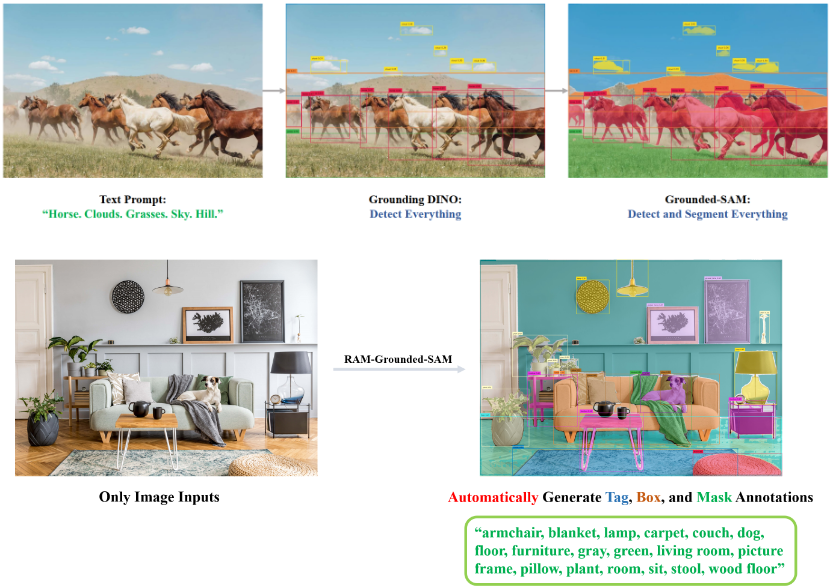 Text Prompt:
“Horse. Clouds. Grasses. Sky. Hill.”
Grounding DINO:
Detect Everything
Grounded-SAM:
Detect and Segment Everything
RAM-Grounded-SAM
Only Image Inputs
Automatically Generate Tag, Box, and Mask Annotations
“armchair, blanket, lamp, carpet, couch, dog,
floor, furniture, gray, green, living room, picture
frame, pillow, plant, room, sit, stool, wood floor”